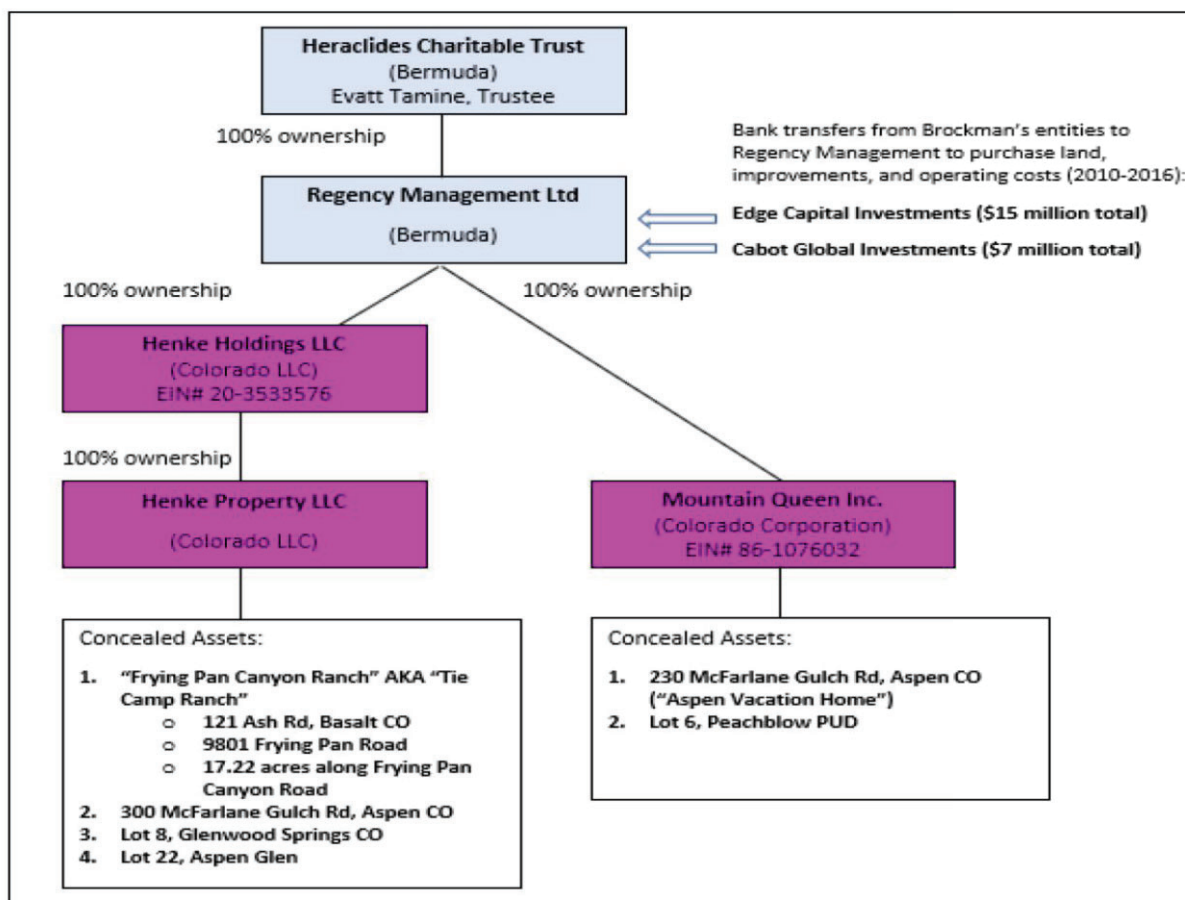 Heraclides Charitable Trust
(Bermuda)
Evatt Tamine, Trustee
100% ownership
Bank transfers from Brockman's entities to
Regency Management to purchase land,
improvements, and operating costs (2010-2016):
Edge Capital Investments ($15 million total)
Cabot Global Investments ($7 million total)
Regency Management Ltd
(Bermuda)
100% ownership
100% ownership
Henke Holdings LLC
(Colorado LLC)
EIN# 20-3533576
100% ownership
Henke Property LLC
(Colorado LLC)
Mountain Queen Inc.
(Colorado Corporation)
EIN# 86-1076032
Concealed Assets:
1. "Frying Pan Canyon Ranch" AKA "Tie
Camp Ranch"
o 121 Ash Rd, Basalt CO
o 9801 Frying Pan Road
o 17.22 acres along Frying Pan
Canyon Road
2. 300 McFarlane Gulch Rd, Aspen CO
3. Lot 8, Glenwood Springs CO
4. Lot 22, Aspen Glen
Concealed Assets:
1. 230 McFarlane Gulch Rd, Aspen CO
("Aspen Vacation Home")
2. Lot 6, Peachblow PUD